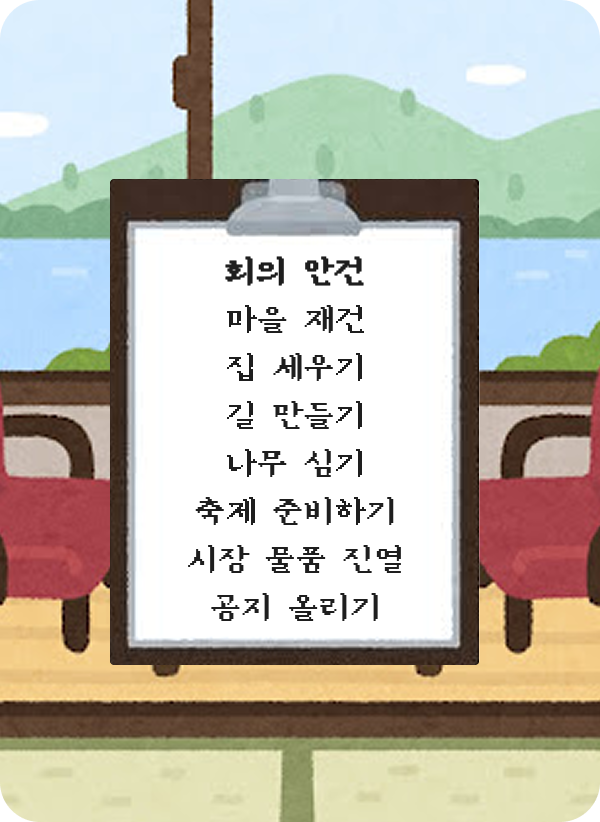 회의 안건
마을 재건
집 세우기
길 만들기
나무 심기
축제 준비하기
시장 물품 진열
공지 올리기